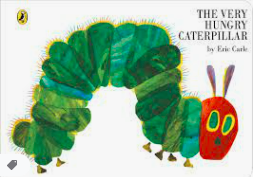 THE VERY
HUNGRY
CATERPILLAR
by Eric Carle